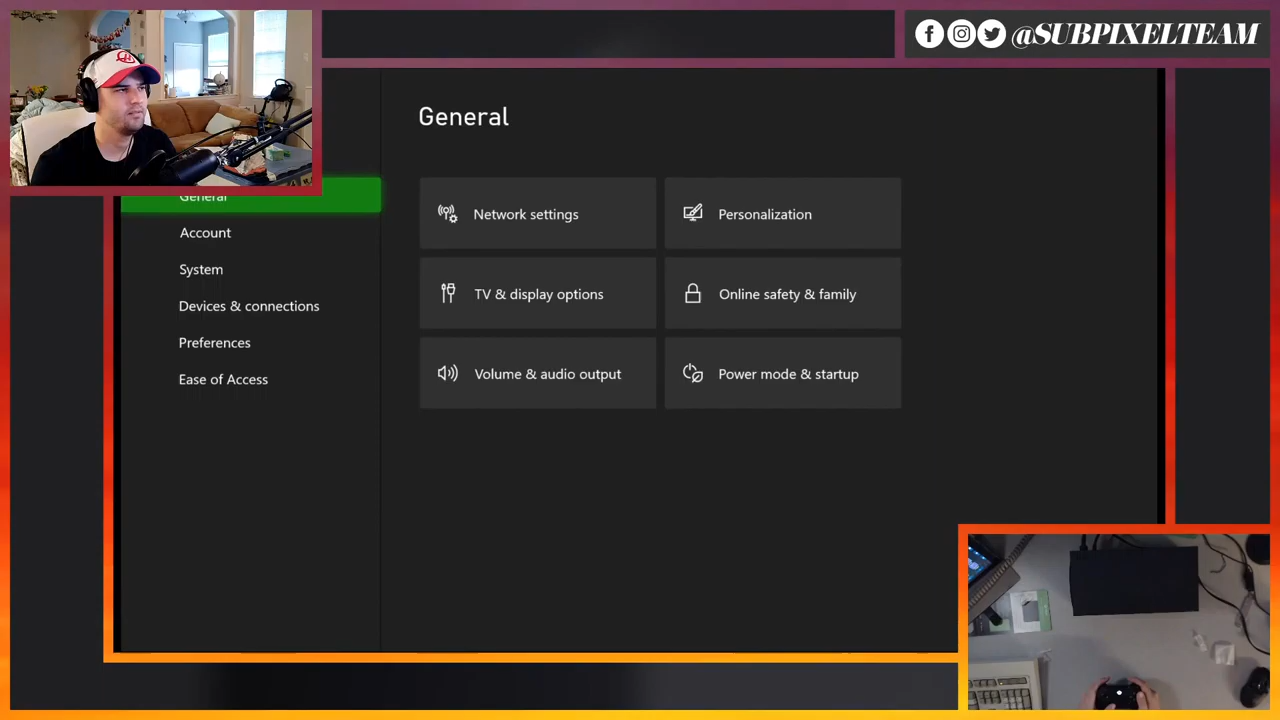 @SUBPIXELTEAM
General
General
Account
System
Devices & connections
Preferences
Ease of Access
Network settings
Personalization
TV & display options
Online safety & family
Volume & audio output
Power mode & startup